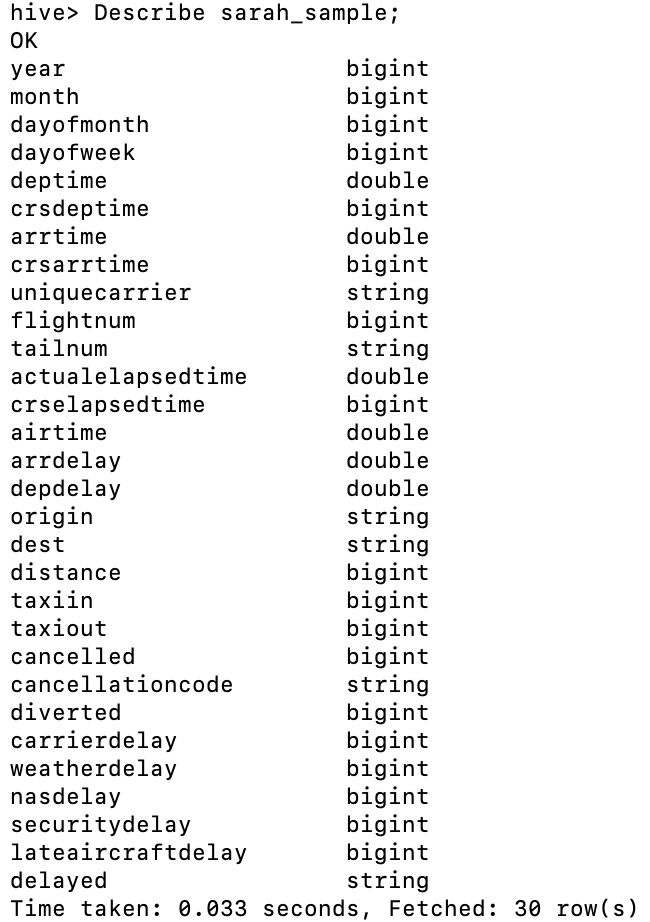 hive> Describe sarah_sample;
OK
year bigint
month bigint
dayofmonth bigint
dayofweek bigint
deptime double
crsdeptime bigint
arrtime double
crsarrtime bigint
uniquecarrier string
flightnum bigint
tailnum string
actualelapsedtime double
crselapsedtime bigint
airtime double
arrdelay double
depdelay double
origin string
dest string
distance bigint
taxiin bigint
taxiout bigint
cancelled bigint
cancellationcode string
diverted bigint
carrierdelay bigint
weatherdelay bigint
nasdelay bigint
securitydelay bigint
lateaircraftdelay bigint
delayed string
Time taken: 0.033 seconds, Fetched: 30 row(s)